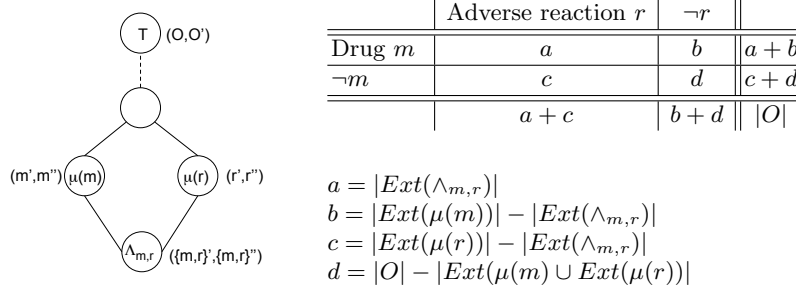 T (O,O')
(m',m'') μ(m) μ(r) (r',r'')
Λm,r ({m,r}',{m,r}'')
Adverse reaction r ¬r
Drug m a b a + b
¬m c d c + d
a + c b + d |O|
a = |Ext(∧m,r)|
b = |Ext(μ(m))| − |Ext(∧m,r)|
c = |Ext(μ(r))| − |Ext(∧m,r)|
d = |O| − |Ext(μ(m) ∪ Ext(μ(r))|